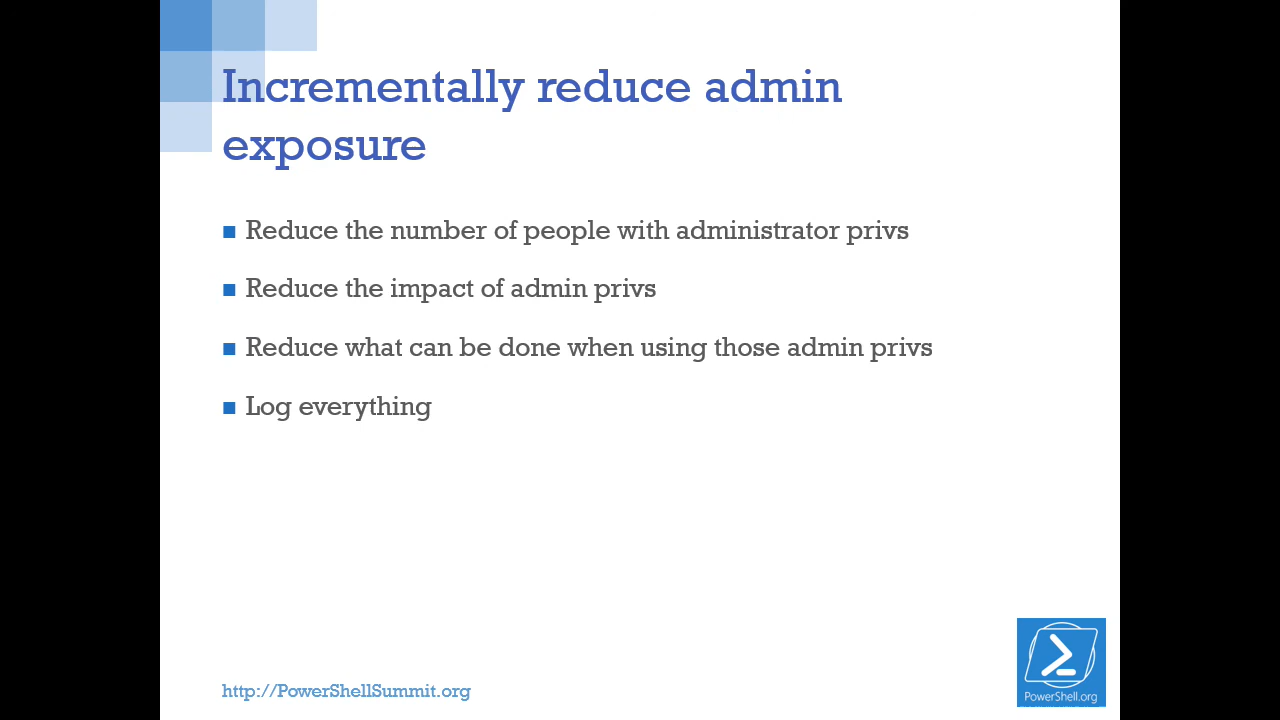 Incrementally reduce admin
exposure
Reduce the number of people with administrator privs
Reduce the impact of admin privs
Reduce what can be done when using those admin privs
Log everything
http://PowerShellSummit.org
PowerShell.org